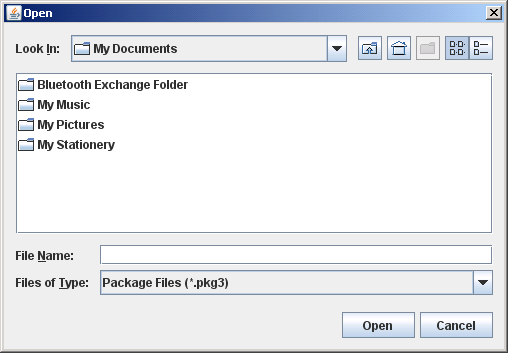 Open
Look In: My Documents
Bluetooth Exchange Folder
My Music
My Pictures
My Stationery
File Name:
Files of Type: Package Files (*.pkg3)
Open Cancel